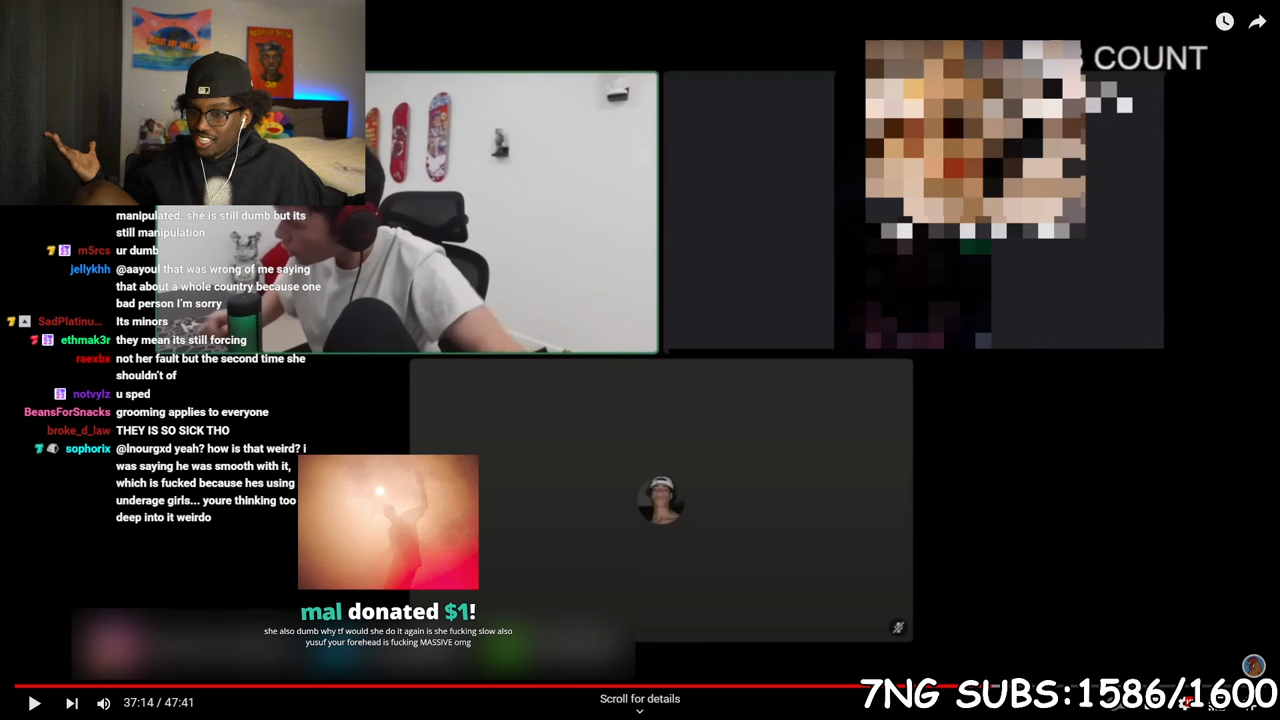 COUNT
manipulated. she is still dumb but its
still manipulation
m5rcs ur dumb
jellykhh @aayoul that was wrong of me saying
that about a whole country because one
bad person I'm sorry
SadPlatinu... Its minors
ethmak3r they mean its still forcing
raexbx not her fault but the second time she
shouldn't of
notvylz u sped
BeansForSnacks grooming applies to everyone
broke_d_law THEY IS SO SICK THO
sophorix @lnourgxd yeah? how is that weird? i
was saying he was smooth with it,
which is fucked because hes using
underage girls... youre thinking too
deep into it weirdo
mal donated $1!
she also dumb why tf would she do it again is she fucking slow also
yusuf your forehead is fucking MASSIVE omg
37:14 / 47:41
Scroll for details
7NG SUBS:1586/1600